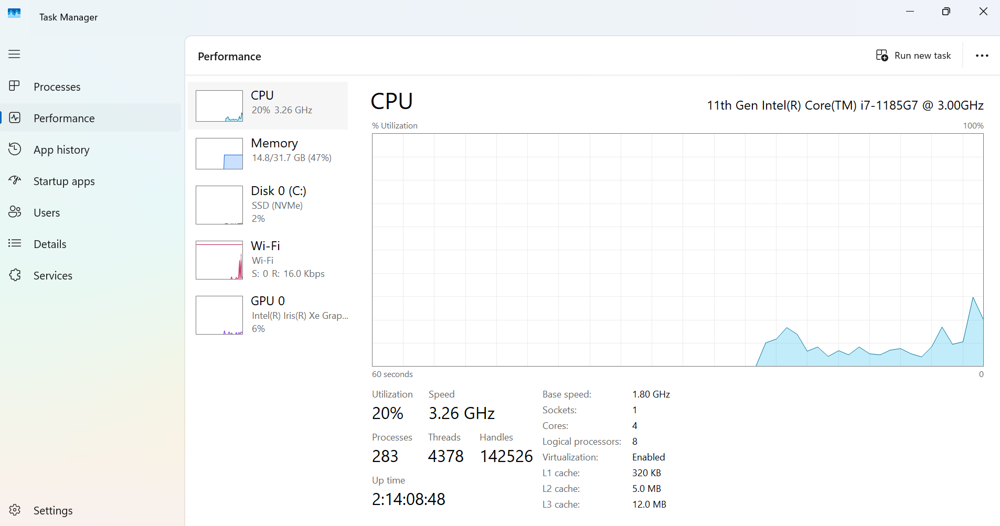 Task Manager
Performance
Run new task
Processes
Performance
App history
Startup apps
Users
Details
Services
Settings
CPU
20% 3.26 GHz
Memory
14.8/31.7 GB (47%)
Disk 0 (C:)
SSD (NVMe)
2%
Wi-Fi
Wi-Fi
S: 0 R: 16.0 Kbps
GPU 0
Intel(R) Iris(R) Xe Grap...
6%
CPU
11th Gen Intel(R) Core(TM) i7-1185G7 @ 3.00GHz
% Utilization
100%
60 seconds
0
Utilization Speed
20% 3.26 GHz
Processes Threads Handles
283 4378 142526
Up time
2:14:08:48
Base speed: 1.80 GHz
Sockets: 1
Cores: 4
Logical processors: 8
Virtualization: Enabled
L1 cache: 320 KB
L2 cache: 5.0 MB
L3 cache: 12.0 MB